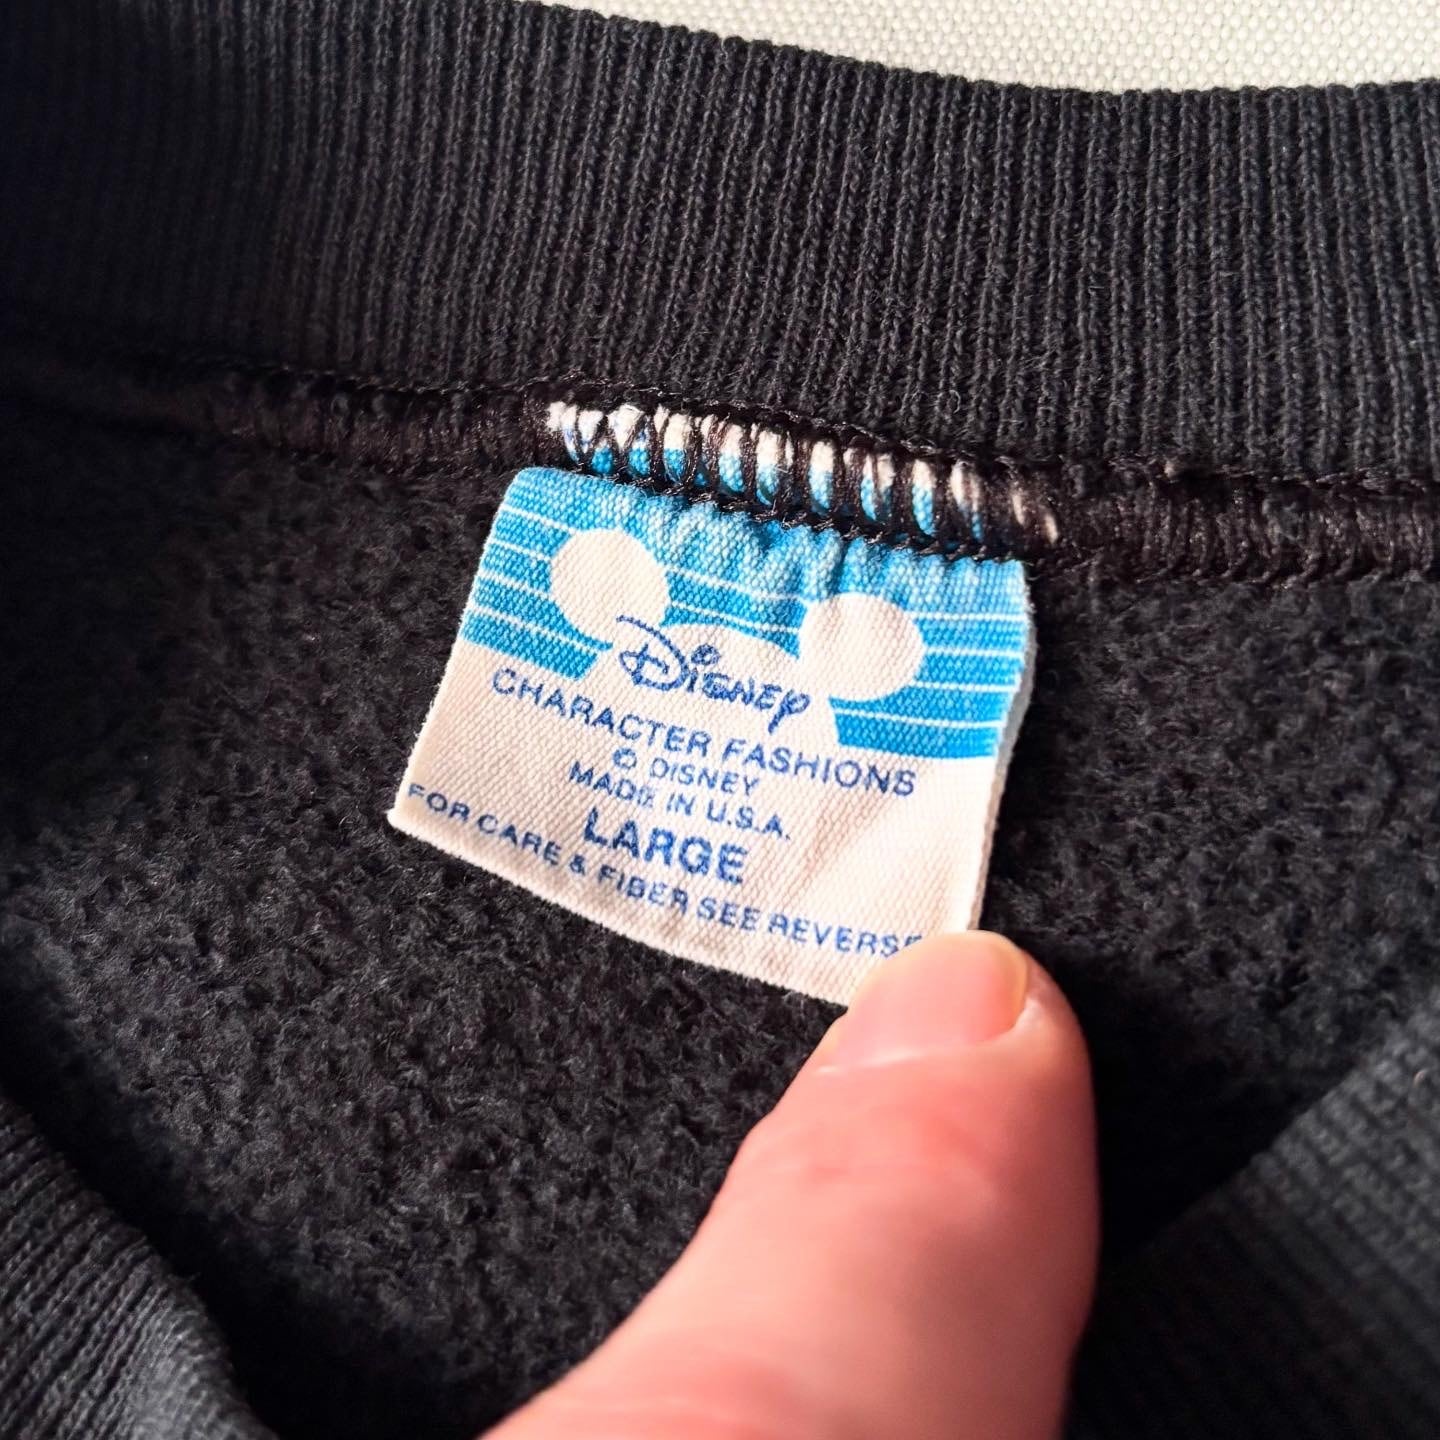 Disney
CHARACTER FASHIONS
© DISNEY
MADE IN U.S.A.
LARGE
FOR CARE & FIBER SEE REVERSE